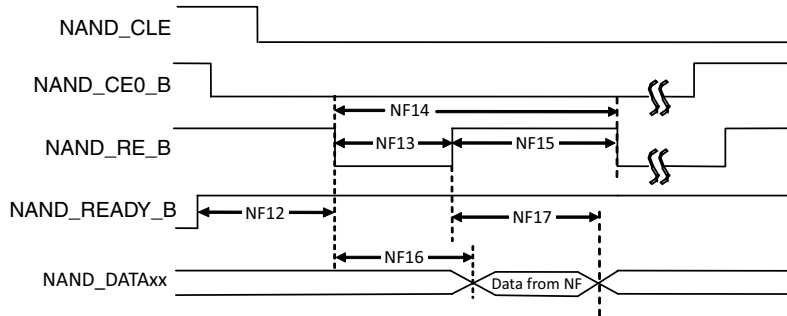 NAND_CLE
NAND_CE0_B
NF14
NAND_RE_B
NF13
NF15
NAND_READY_B
NF12
NF17
NF16
NAND_DATAxx
Data from NF